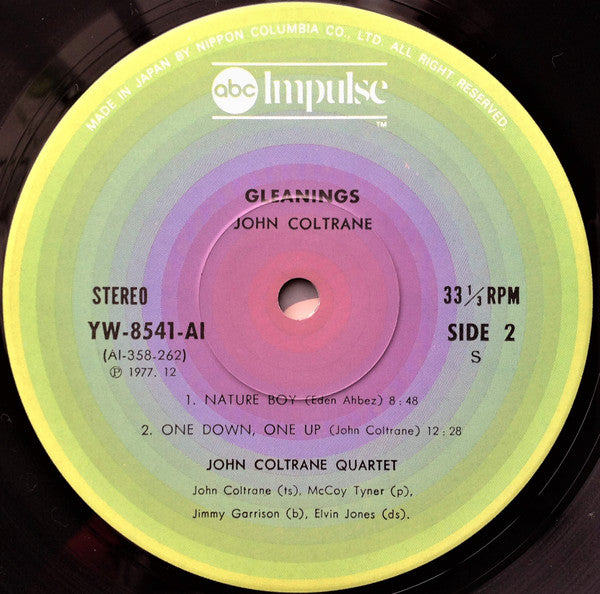 MADE IN JAPAN BY NIPPON COLUMBIA CO., LTD. ALL RIGHT RESERVED.
abc Impulse
TM
GLEANINGS
JOHN COLTRANE
STEREO
33 1/3 RPM
YW-8541-AI
SIDE 2
(AI-358-262)
S
Ⓟ 1977. 12
1. NATURE BOY (Eden Ahbez) 8:48
2. ONE DOWN, ONE UP (John Coltrane) 12:28
JOHN COLTRANE QUARTET
John Coltrane (ts), McCoy Tyner (p),
Jimmy Garrison (b), Elvin Jones (ds).